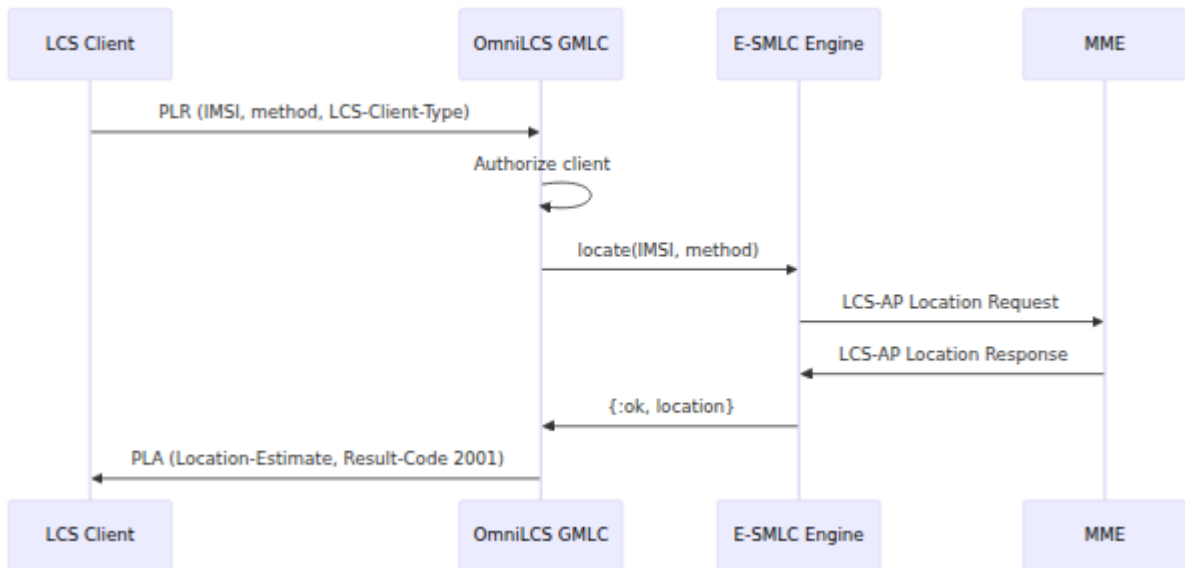 LCS Client
OmniLCS GMLC
E-SMLC Engine
MME
PLR (IMSI, method, LCS-Client-Type)
Authorize client
locate(IMSI, method)
LCS-AP Location Request
LCS-AP Location Response
{:ok, location}
PLA (Location-Estimate, Result-Code 2001)
LCS Client
OmniLCS GMLC
E-SMLC Engine
MME